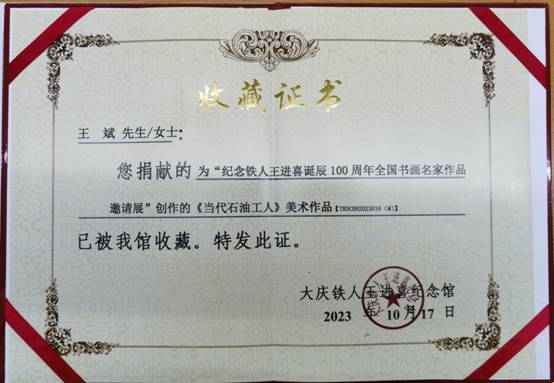 收藏证书
王 斌 先生/女士:
您捐献的 为“纪念铁人王进喜诞辰 100 周年全国书画名家作品
邀请展”创作的《当代石油工人》美术作品【TRDCHN2023016（M）】
已被我馆收藏。特发此证。
大庆铁人王进喜纪念馆
2023 年 10 月 17 日